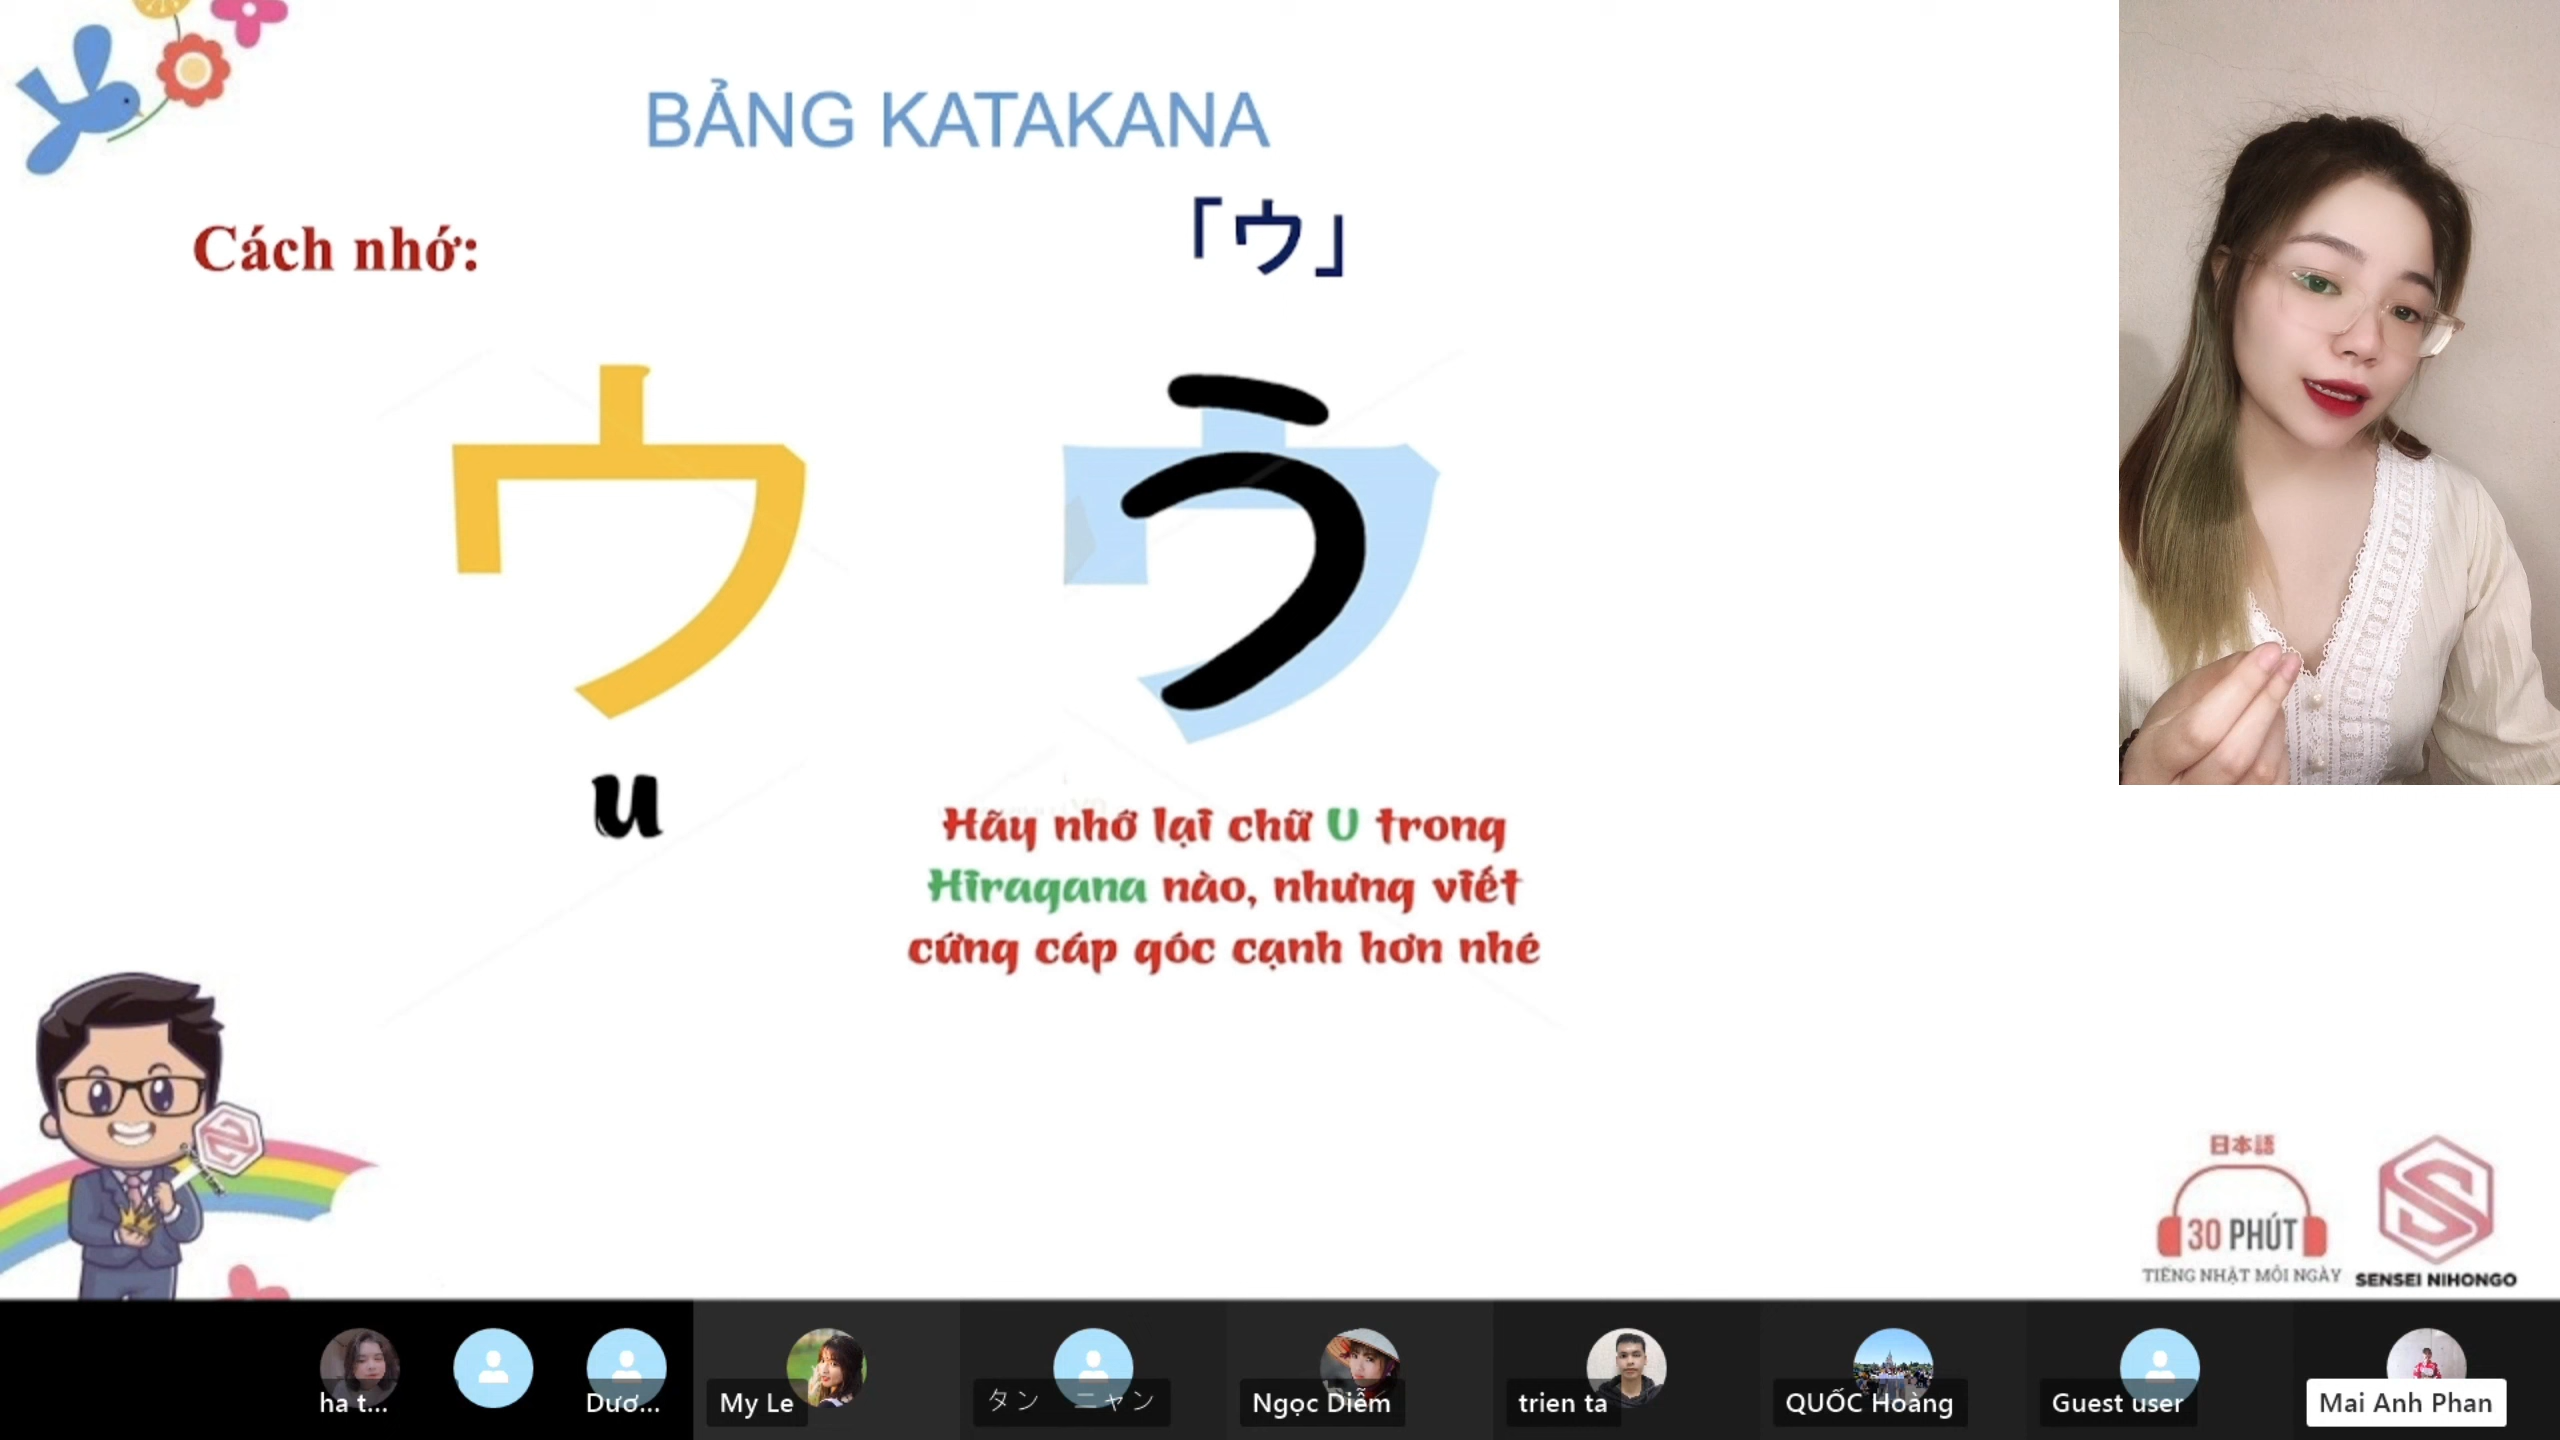 BẢNG KATAKANA
Cách nhớ:
「ウ」
ウ
う
u
Hãy nhớ lại chữ U trong
Hiragana nào, nhưng viết
cứng cáp góc cạnh hơn nhé
日本語
30 PHÚT
TIẾNG NHẬT MỖI NGÀY
SENSEI NIHONGO
ha t...
Dươ...
My Le
タン ニャン
Ngọc Diễm
trien ta
QUỐC Hoàng
Guest user
Mai Anh Phan